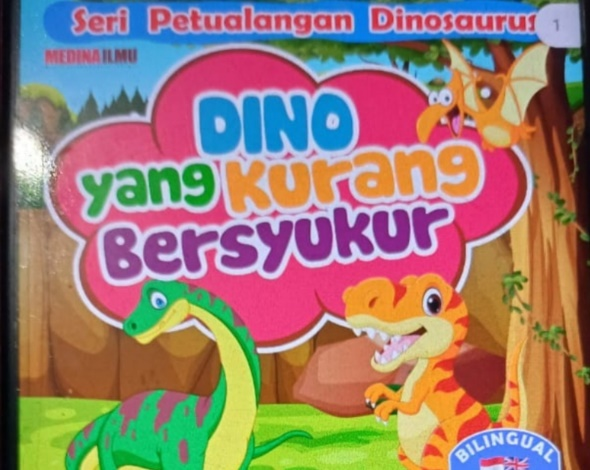 Seri Petualangan Dinosaurus
1
MEDINA ILMU
DINO
yang Kurang
Bersyukur
BILINGUAL